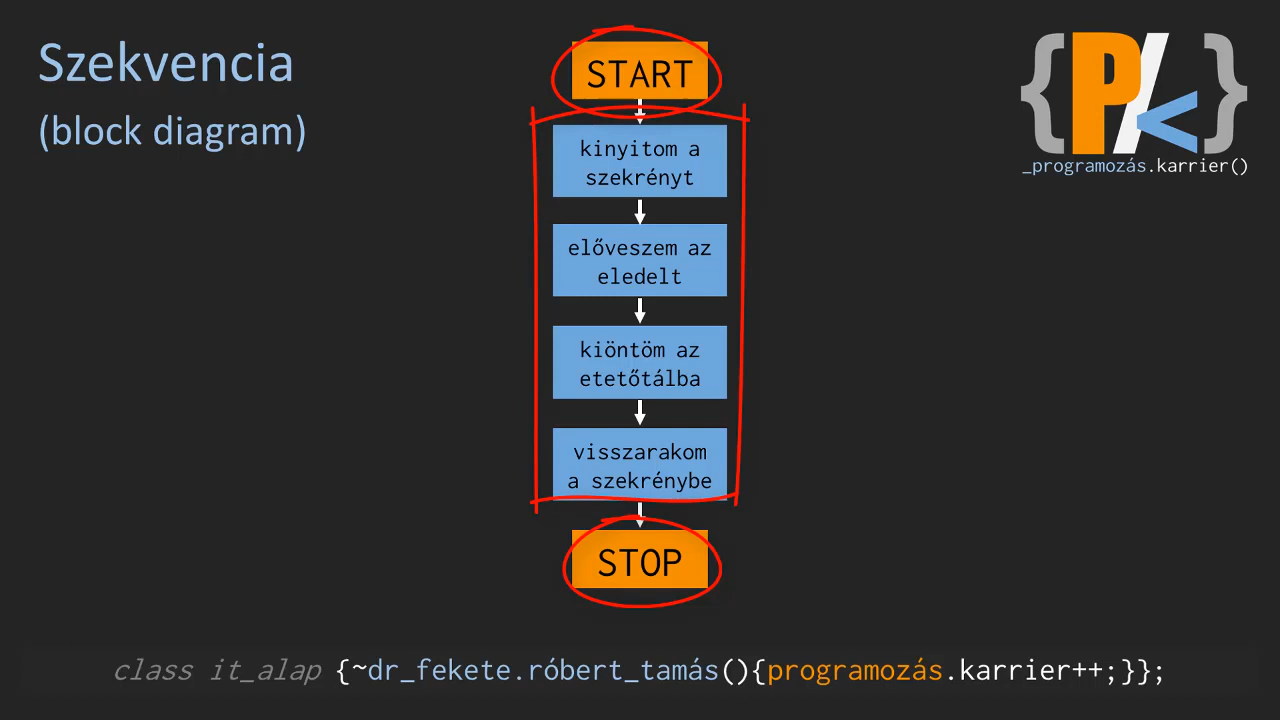 Szekvencia
(block diagram)
START
kinyitom a
szekrényt
előveszem az
eledelt
kiöntöm az
etetőtálba
visszarakom
a szekrénybe
STOP
{P/<}
_programozás.karrier()
class it_alap {~dr_fekete.róbert_tamás(){programozás.karrier++;}};